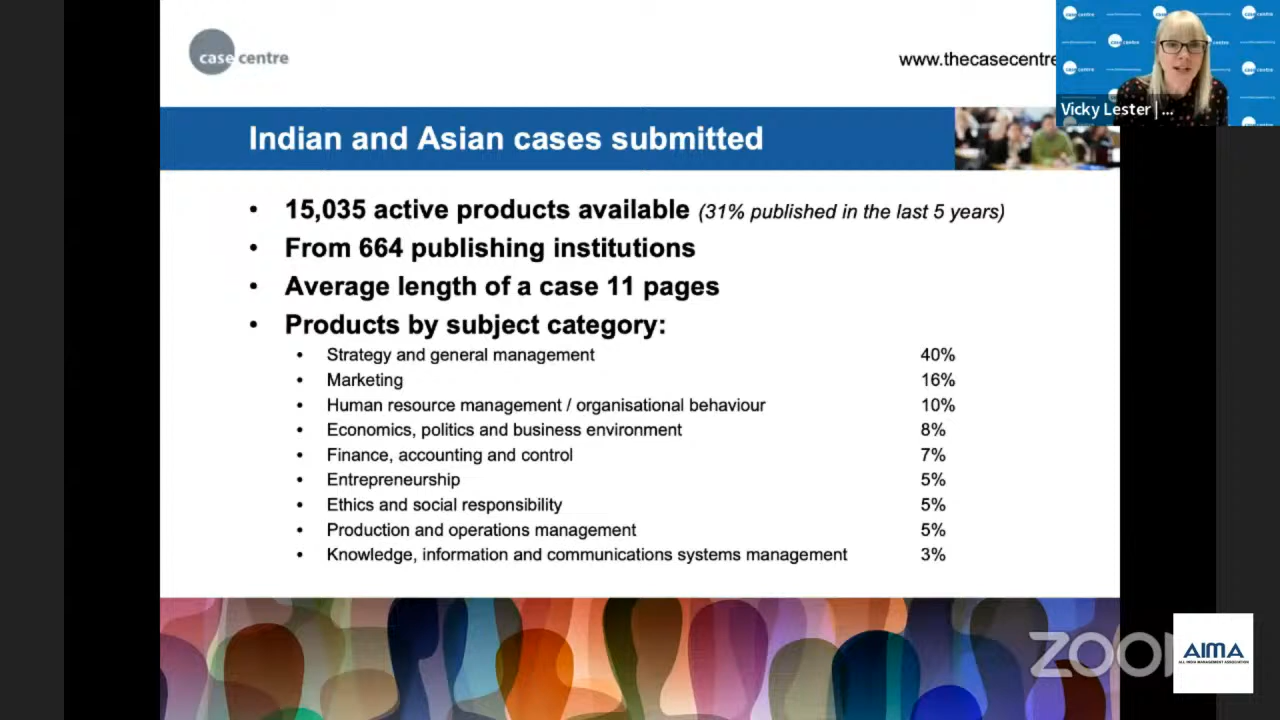 case centre
www.thecasecentre
Vicky Lester | ...
Indian and Asian cases submitted
• 15,035 active products available (31% published in the last 5 years)
• From 664 publishing institutions
• Average length of a case 11 pages
• Products by subject category:
• Strategy and general management 40%
• Marketing 16%
• Human resource management / organisational behaviour 10%
• Economics, politics and business environment 8%
• Finance, accounting and control 7%
• Entrepreneurship 5%
• Ethics and social responsibility 5%
• Production and operations management 5%
• Knowledge, information and communications systems management 3%
zoom
AIMA
ALL INDIA MANAGEMENT ASSOCIATION